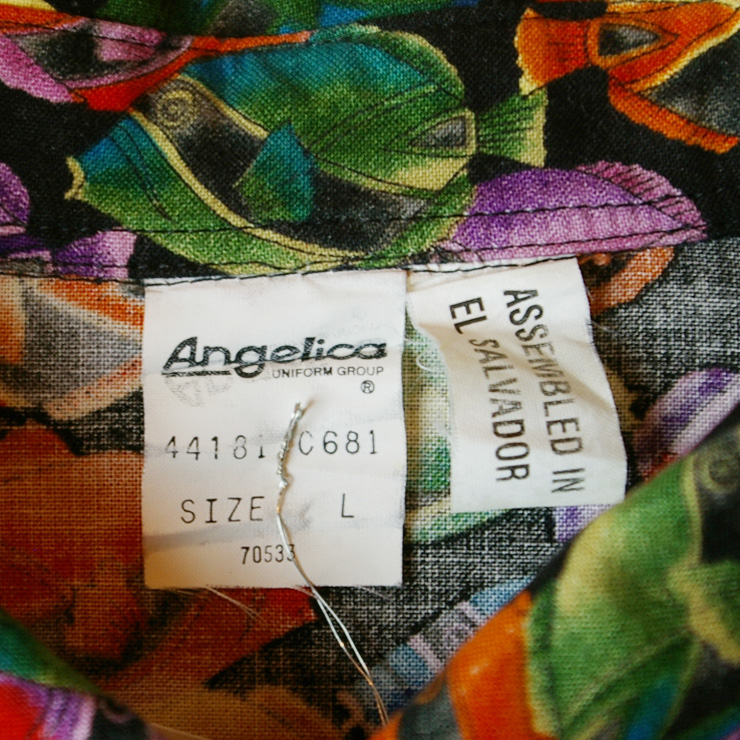 Angelica
UNIFORM GROUP
®
44181 C681
SIZE L
70533
ASSEMBLED IN
EL SALVADOR